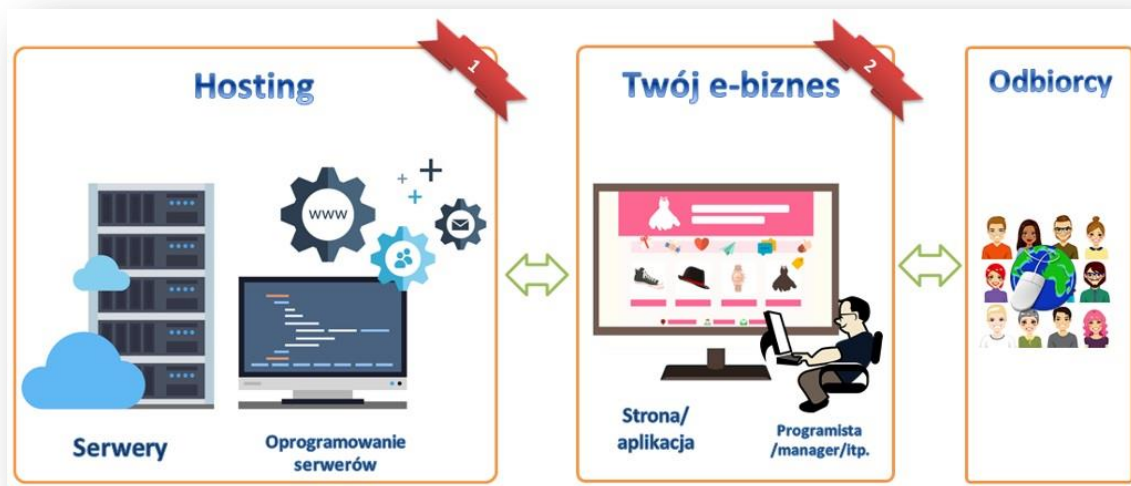 Hosting
1
www
Serwery
Oprogramowanie
serwerów
Twój e-biznes
2
Strona/
aplikacja
Programista
/manager/itp.
Odbiorcy